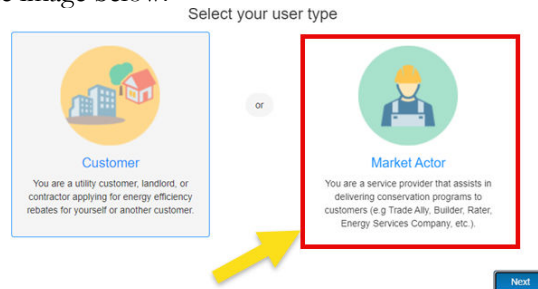 e image below.
Select your user type
or
Customer
You are a utility customer, landlord, or
contractor applying for energy efficiency
rebates for yourself or another customer.
Market Actor
You are a service provider that assists in
delivering conservation programs to
customers (e.g Trade Ally, Builder, Rater,
Energy Services Company, etc.).
Next